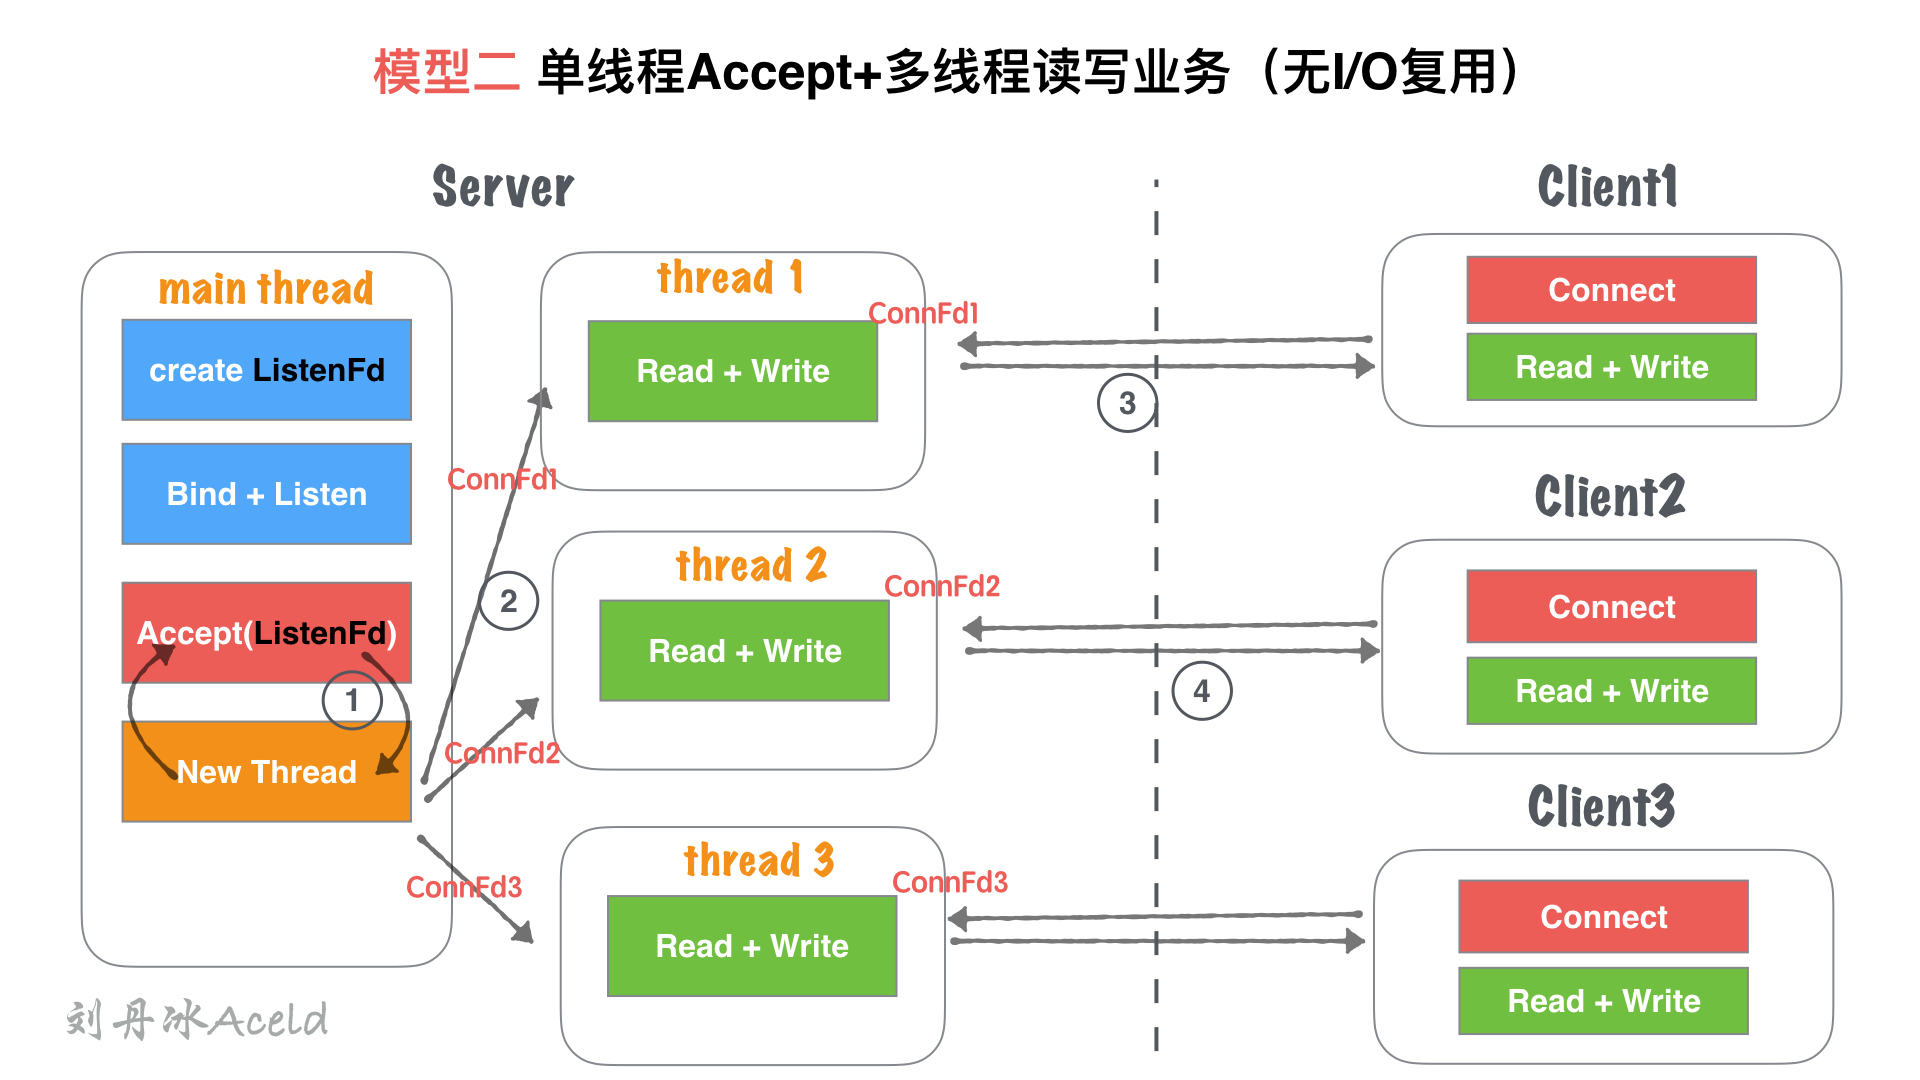 模型二 单线程Accept+多线程读写业务（无I/O复用）
Server
main thread
create ListenFd
Bind + Listen
Accept(ListenFd)
1
New Thread
ConnFd1
2
ConnFd2
ConnFd3
thread 1
Read + Write
ConnFd1
thread 2
Read + Write
ConnFd2
thread 3
Read + Write
ConnFd3
3
4
Client1
Connect
Read + Write
Client2
Connect
Read + Write
Client3
Connect
Read + Write
刘丹冰Aceld